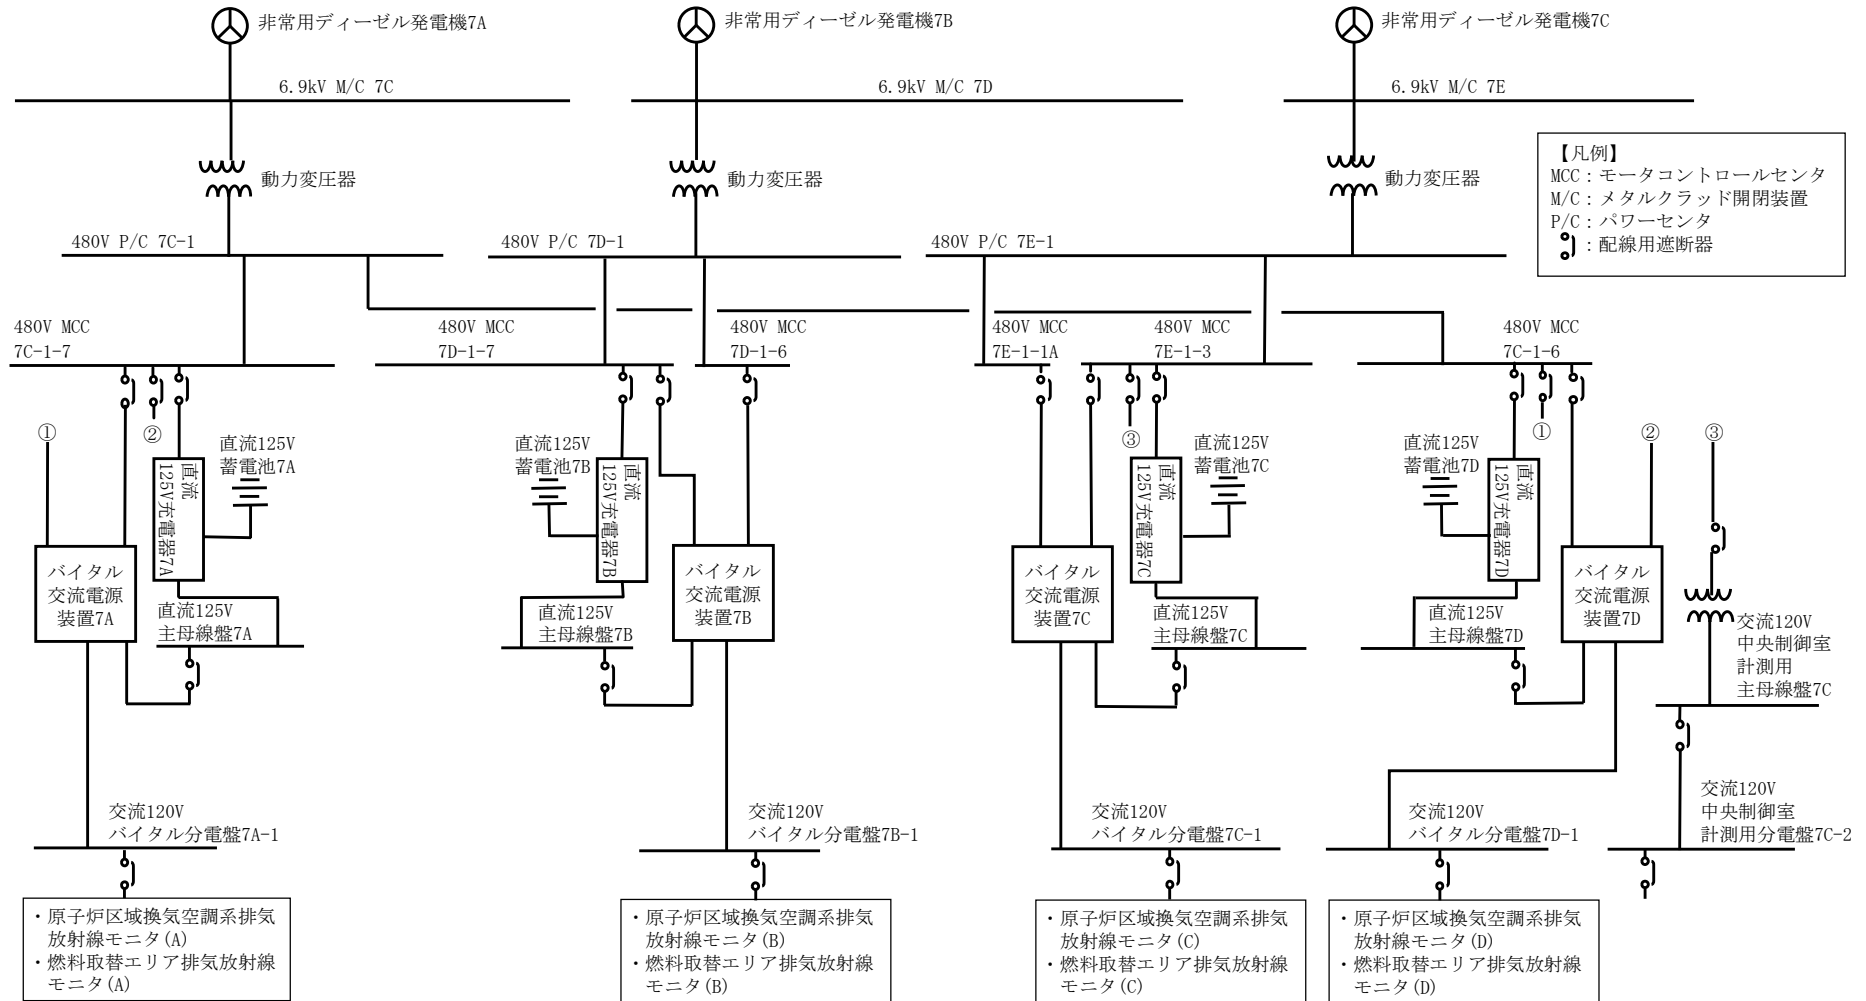 非常用ディーゼル発電機7A
非常用ディーゼル発電機7B
非常用ディーゼル発電機7C
6.9kV M/C 7C
6.9kV M/C 7D
6.9kV M/C 7E
動力変圧器
動力変圧器
動力変圧器
【凡例】
MCC：モータコントロールセンタ
M/C：メタルクラッド開閉装置
P/C：パワーセンタ
：配線用遮断器
480V P/C 7C-1
480V P/C 7D-1
480V P/C 7E-1
480V MCC
7C-1-7
480V MCC
7D-1-7
480V MCC
7D-1-6
480V MCC
7E-1-1A
480V MCC
7E-1-3
480V MCC
7C-1-6
①
②
直流125V
蓄電池7A
直流
125V充電器7A
直流125V
蓄電池7B
直流
125V充電器7B
③
直流125V
蓄電池7C
直流
125V充電器7C
直流125V
蓄電池7D
直流
125V充電器7D
①
②
③
バイタル
交流電源
装置7A
直流125V
主母線盤7A
直流125V
主母線盤7B
バイタル
交流電源
装置7B
バイタル
交流電源
装置7C
直流125V
主母線盤7C
直流125V
主母線盤7D
バイタル
交流電源
装置7D
交流120V
中央制御室
計測用
主母線盤7C
交流120V
バイタル分電盤7A-1
交流120V
バイタル分電盤7B-1
交流120V
バイタル分電盤7C-1
交流120V
バイタル分電盤7D-1
交流120V
中央制御室
計測用分電盤7C-2
・原子炉区域換気空調系排気
放射線モニタ(A)
・燃料取替エリア排気放射線
モニタ(A)
・原子炉区域換気空調系排気
放射線モニタ(B)
・燃料取替エリア排気放射線
モニタ(B)
・原子炉区域換気空調系排気
放射線モニタ(C)
・燃料取替エリア排気放射線
モニタ(C)
・原子炉区域換気空調系排気
放射線モニタ(D)
・燃料取替エリア排気放射線
モニタ(D)